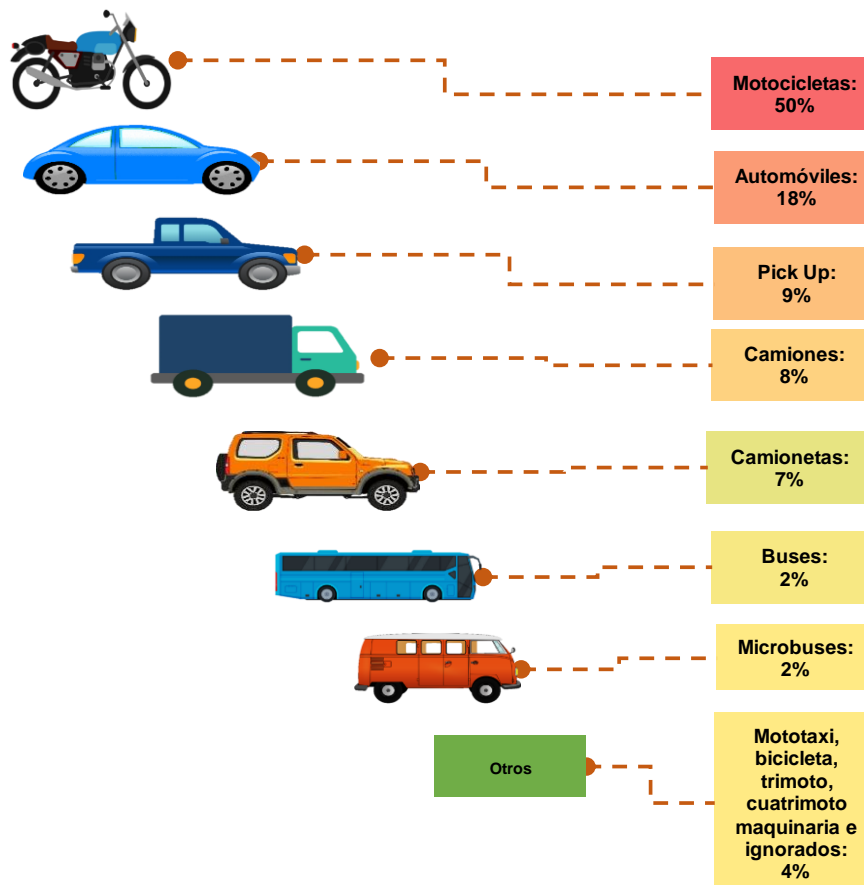 Motocicletas:
50%
Automóviles:
18%
Pick Up:
9%
Camiones:
8%
Camionetas:
7%
Buses:
2%
Microbuses:
2%
Otros
Mototaxi,
bicicleta,
trimoto,
cuatrimoto
maquinaria e
ignorados:
4%